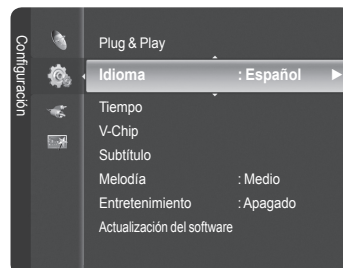 Configuración
Plug & Play
Idioma : Español
Tiempo
V-Chip
Subtítulo
Melodía : Medio
Entretenimiento : Apagado
Actualización del software